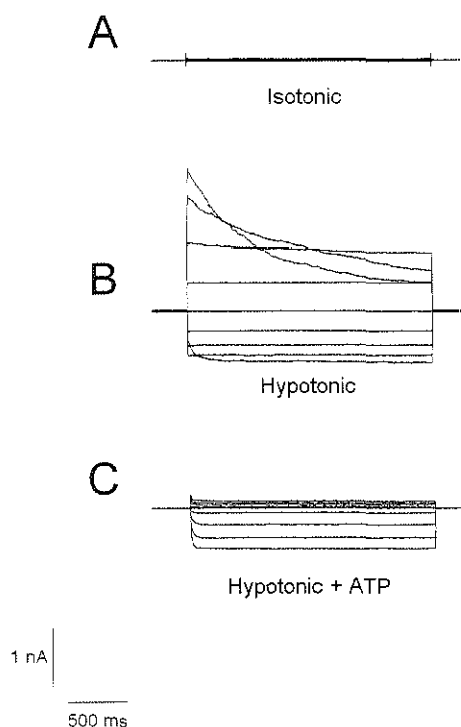 A
Isotonic
B
Hypotonic
C
Hypotonic + ATP
1 nA
500 ms